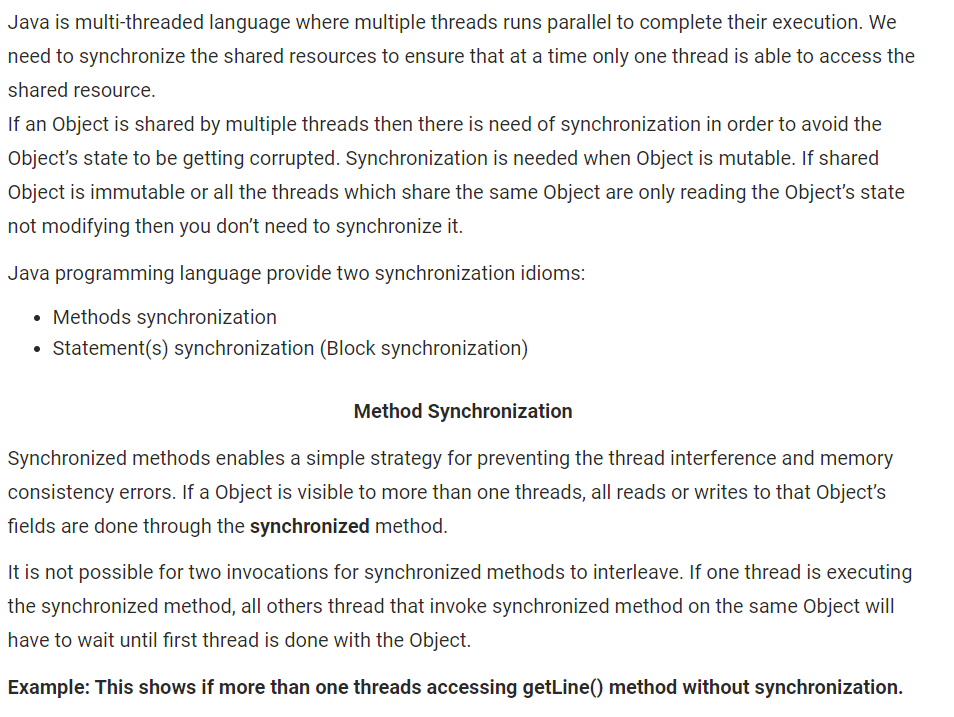 Java is multi-threaded language where multiple threads runs parallel to complete their execution. We
need to synchronize the shared resources to ensure that at a time only one thread is able to access the
shared resource.
If an Object is shared by multiple threads then there is need of synchronization in order to avoid the
Object’s state to be getting corrupted. Synchronization is needed when Object is mutable. If shared
Object is immutable or all the threads which share the same Object are only reading the Object’s state
not modifying then you don’t need to synchronize it.
Java programming language provide two synchronization idioms:
• Methods synchronization
• Statement(s) synchronization (Block synchronization)
Method Synchronization
Synchronized methods enables a simple strategy for preventing the thread interference and memory
consistency errors. If a Object is visible to more than one threads, all reads or writes to that Object’s
fields are done through the synchronized method.
It is not possible for two invocations for synchronized methods to interleave. If one thread is executing
the synchronized method, all others thread that invoke synchronized method on the same Object will
have to wait until first thread is done with the Object.
Example: This shows if more than one threads accessing getLine() method without synchronization.